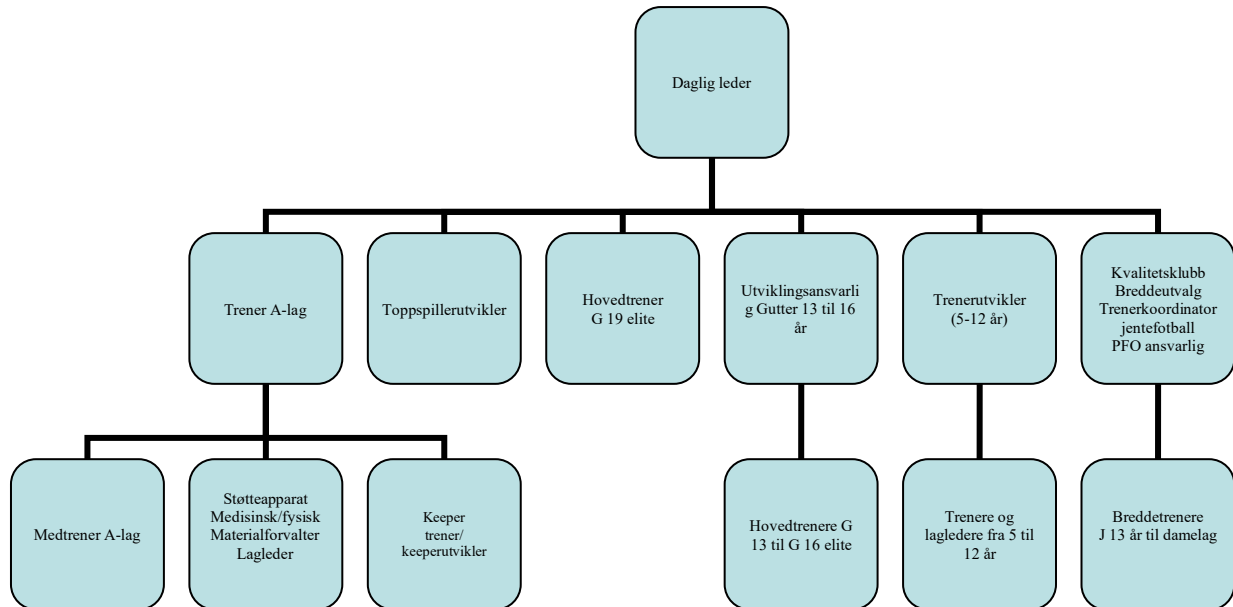 Daglig leder
Trener A-lag
Toppspillerutvikler
Hovedtrener
G 19 elite
Utviklingsansvarli
g Gutter 13 til 16
år
Trenerutvikler
(5-12 år)
Kvalitetsklubb
Breddeutvalg
Trenerkoordinator
jentefotball
PFO ansvarlig
Medtrener A-lag
Støtteapparat
Medisinsk/fysisk
Materialforvalter
Lagleder
Keeper
trener/
keeperutvikler
Hovedtrenere G
13 til G 16 elite
Trenere og
lagledere fra 5 til
12 år
Breddetrenere
J 13 år til damelag